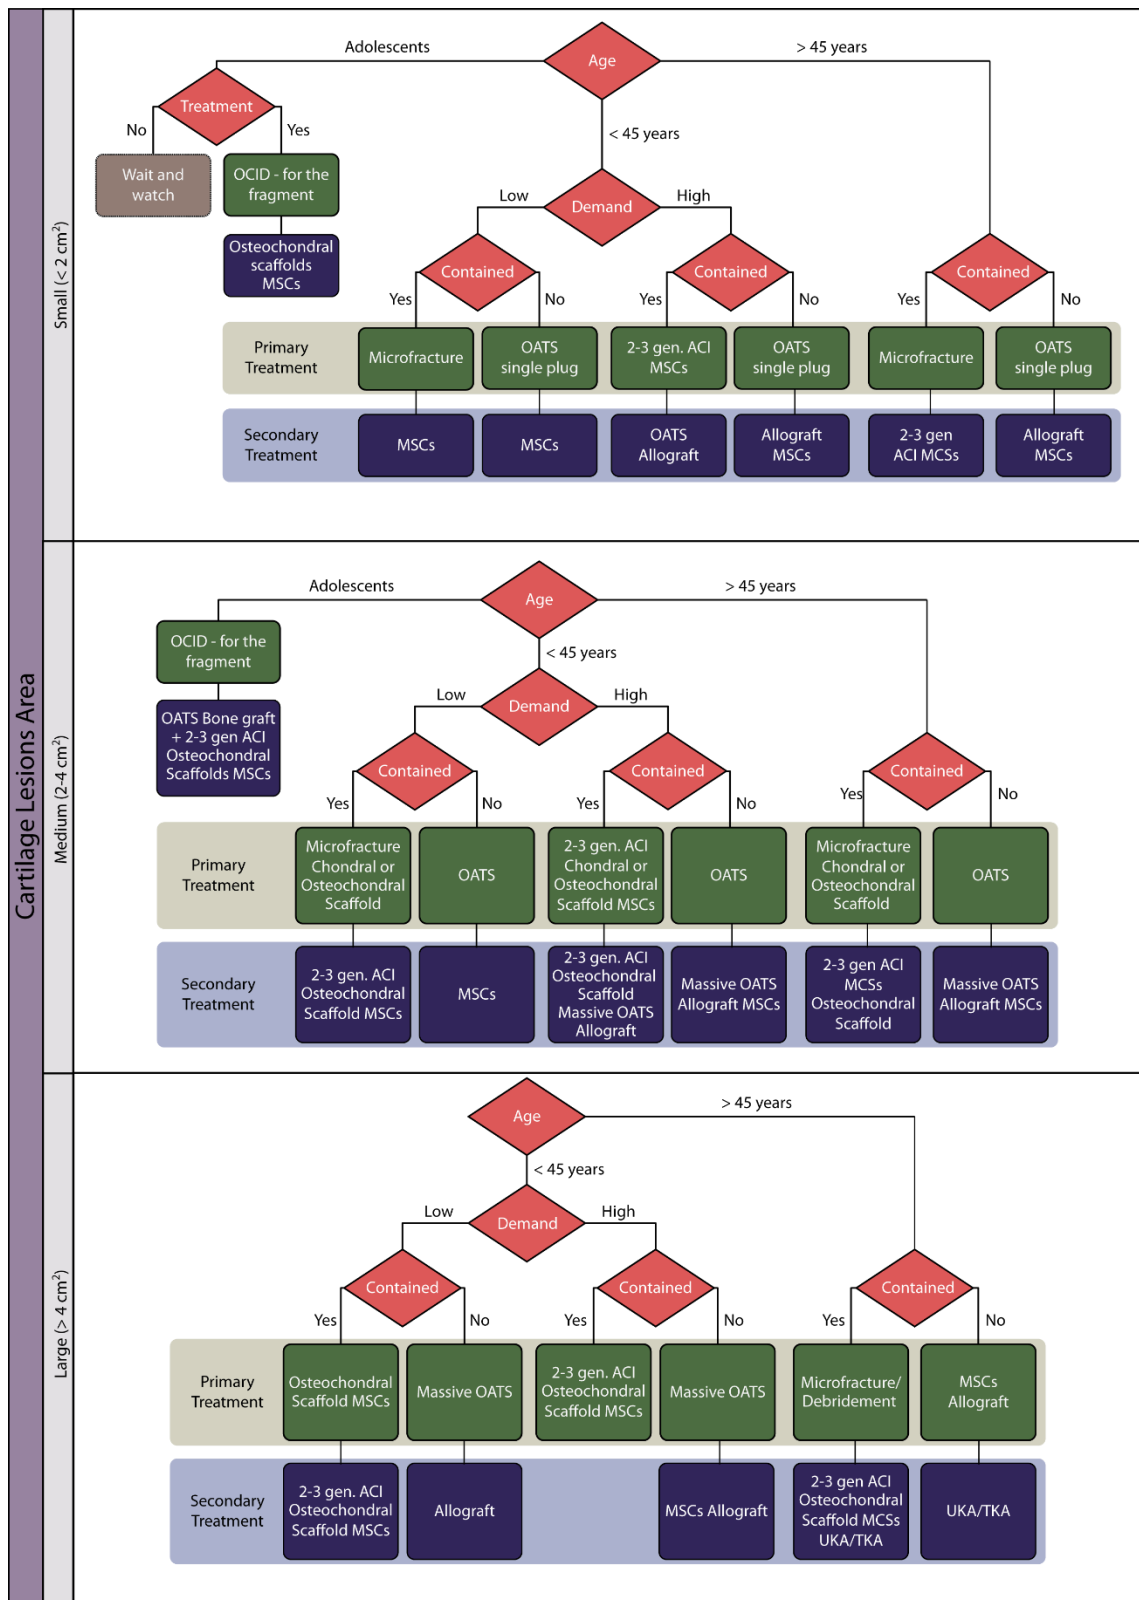 Cartilage Lesions Area
Small (< 2 cm²)
Adolescents
Age
> 45 years
Treatment
No
Yes
< 45 years
Wait and
watch
OCID - for the
fragment
Osteochondral
scaffolds
MSCs
Low
Demand
High
Contained
Contained
Contained
Yes
No
Yes
No
Yes
No
Primary
Treatment
Microfracture
OATS
single plug
2-3 gen. ACI
MSCs
OATS
single plug
Microfracture
OATS
single plug
Secondary
Treatment
MSCs
MSCs
OATS
Allograft
Allograft
MSCs
2-3 gen
ACI MCSs
Allograft
MSCs
Medium (2-4 cm²)
Adolescents
Age
> 45 years
OCID - for the
fragment
< 45 years
OATS Bone graft
+ 2-3 gen ACI
Osteochondral
Scaffolds MSCs
Low
Demand
High
Contained
Contained
Contained
Yes
No
Yes
No
Yes
No
Primary
Treatment
Microfracture
Chondral or
Osteochondral
Scaffold
OATS
2-3 gen. ACI
Chondral or
Osteochondral
Scaffold MSCs
OATS
Microfracture
Chondral or
Osteochondral
Scaffold
OATS
Secondary
Treatment
2-3 gen. ACI
Osteochondral
Scaffold MSCs
MSCs
2-3 gen. ACI
Osteochondral
Scaffold
Massive OATS
Allograft
Massive OATS
Allograft MSCs
2-3 gen ACI
MCSs
Osteochondral
Scaffold
Massive OATS
Allograft MSCs
Large (> 4 cm²)
Age
> 45 years
< 45 years
Low
Demand
High
Contained
Contained
Contained
Yes
No
Yes
No
Yes
No
Primary
Treatment
Osteochondral
Scaffold MSCs
Massive OATS
2-3 gen. ACI
Osteochondral
Scaffold MSCs
Massive OATS
Microfracture/
Debridement
MSCs
Allograft
Secondary
Treatment
2-3 gen. ACI
Osteochondral
Scaffold MSCs
Allograft
MSCs Allograft
2-3 gen ACI
Osteochondral
Scaffold MCSs
UKA/TKA
UKA/TKA